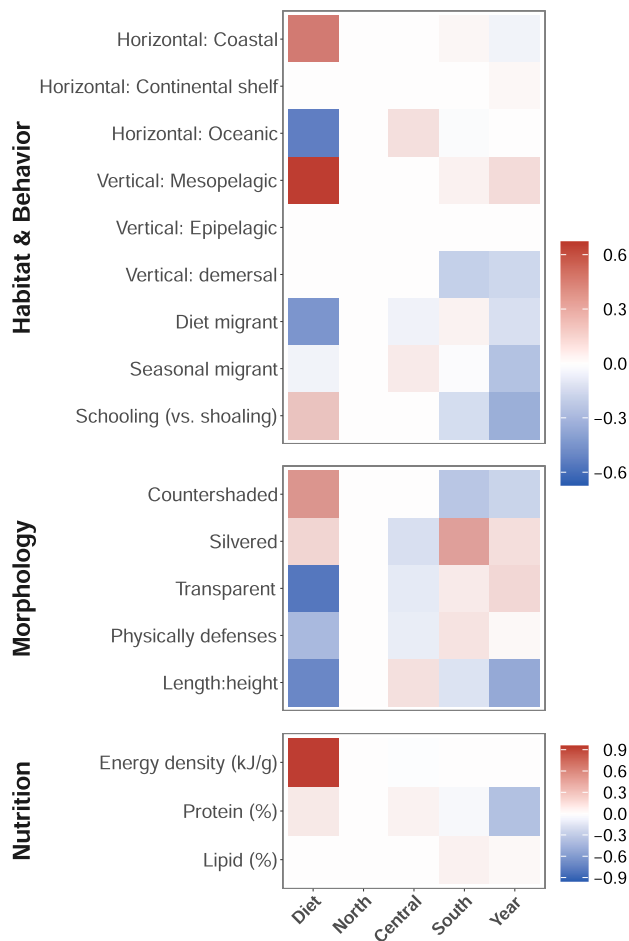 Habitat & Behavior
Horizontal: Coastal
Horizontal: Continental shelf
Horizontal: Oceanic
Vertical: Mesopelagic
Vertical: Epipelagic
Vertical: demersal
Diet migrant
Seasonal migrant
Schooling (vs. shoaling)
0.6
0.3
0.0
−0.3
−0.6
Morphology
Countershaded
Silvered
Transparent
Physically defenses
Length:height
Nutrition
Energy density (kJ/g)
Protein (%)
Lipid (%)
0.9
0.6
0.3
0.0
−0.3
−0.6
−0.9
Diet
North
Central
South
Year